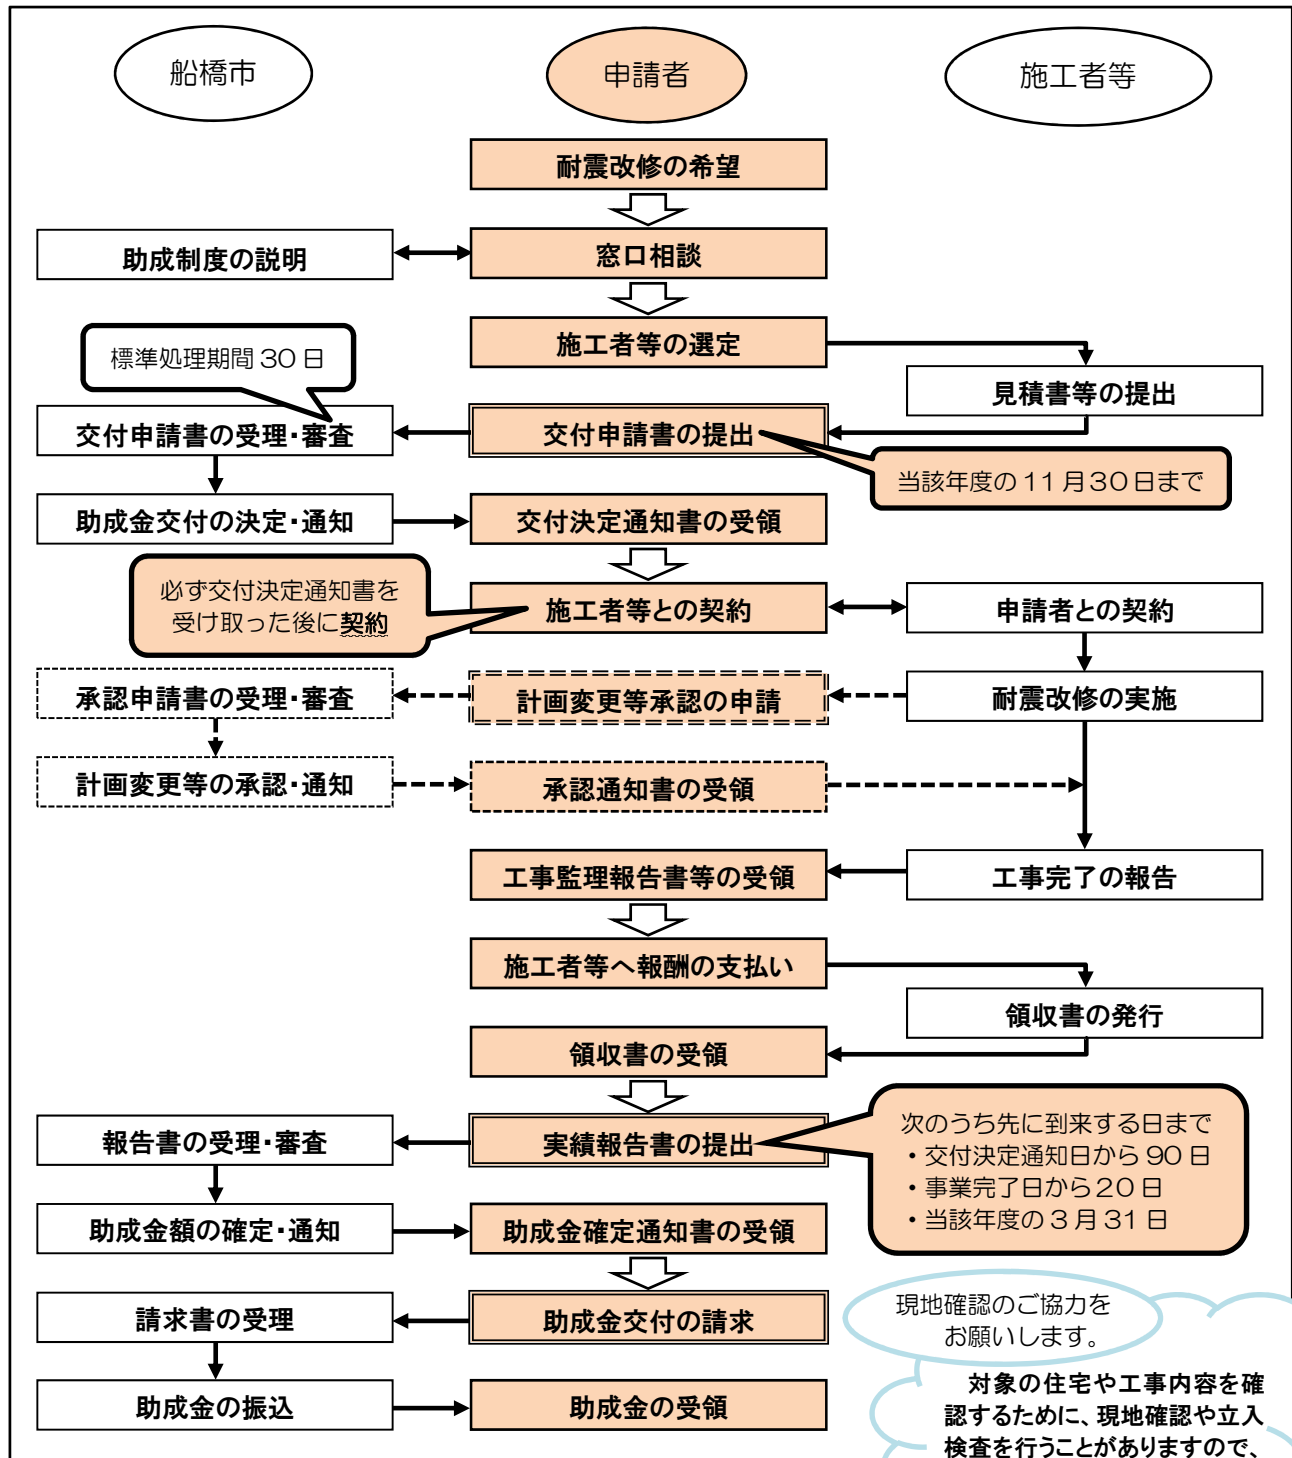 船橋市
申請者
施工者等
耐震改修の希望
助成制度の説明
窓口相談
施工者等の選定
標準処理期間30日
見積書等の提出
交付申請書の受理・審査
交付申請書の提出
当該年度の11月30日まで
助成金交付の決定・通知
交付決定通知書の受領
必ず交付決定通知書を
受け取った後に契約
施工者等との契約
申請者との契約
承認申請書の受理・審査
計画変更等承認の申請
耐震改修の実施
計画変更等の承認・通知
承認通知書の受領
工事監理報告書等の受領
工事完了の報告
施工者等へ報酬の支払い
領収書の発行
領収書の受領
報告書の受理・審査
実績報告書の提出
次のうち先に到来する日まで
・交付決定通知日から90日
・事業完了日から20日
・当該年度の3月31日
助成金額の確定・通知
助成金確定通知書の受領
請求書の受理
助成金交付の請求
現地確認のご協力を
お願いします。
助成金の振込
助成金の受領
対象の住宅や工事内容を確
認するために、現地確認や立入
検査を行うことがありますので、